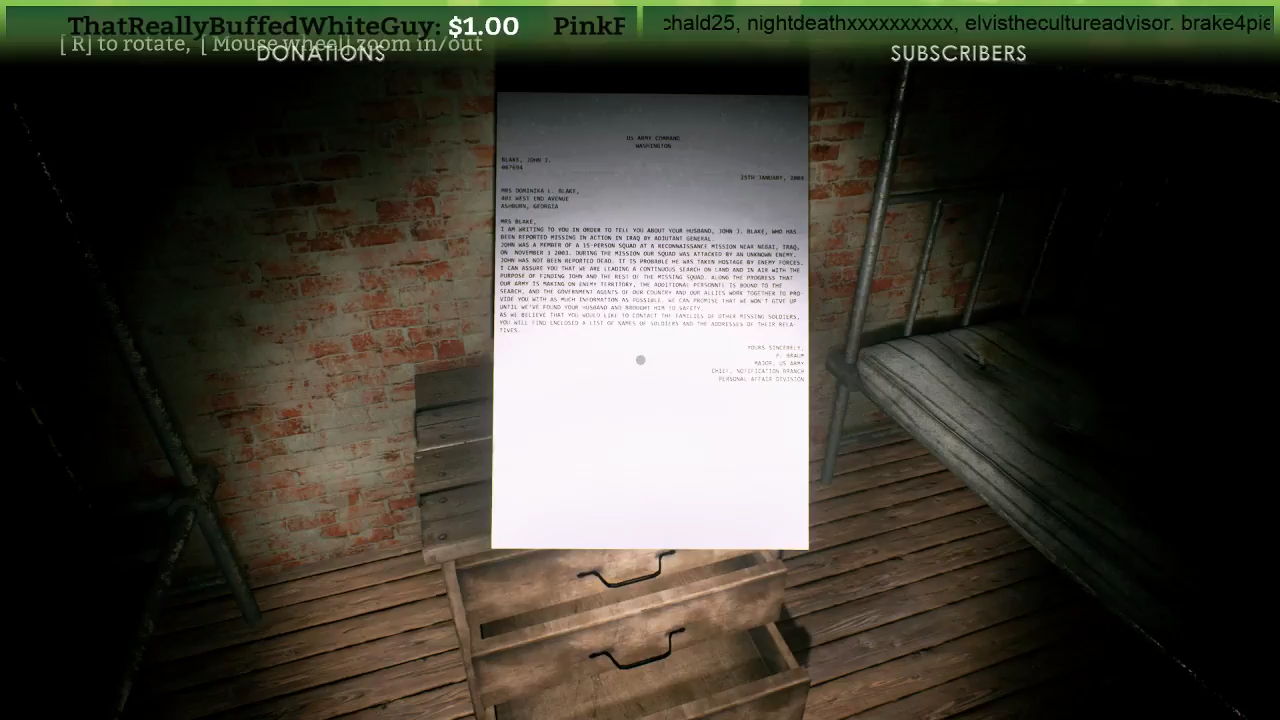 ThatReallyBuffedWhiteGuy: $1.00 PinkF
chald25, nightdeathxxxxxxxxxx, elvisthecultureadvisor. brake4pie
[ R] to rotate, [ Mouse wheel] zoom in/out
DONATIONS
SUBSCRIBERS
US ARMY COMMAND
WASHINGTON
BLAKE, JOHN J.
067694
25TH JANUARY, 2004
MRS DOMINIKA L. BLAKE,
401 WEST END AVENUE
ASHBURN, GEORGIA
MRS BLAKE,
I AM WRITING TO YOU IN ORDER TO TELL YOU ABOUT YOUR HUSBAND, JOHN J. BLAKE, WHO HAS
BEEN REPORTED MISSING IN ACTION IN IRAQ BY ADJUTANT GENERAL.
JOHN WAS A MEMBER OF A 15-PERSON SQUAD AT A RECONNAISSANCE MISSION NEAR NEBAI, IRAQ,
ON NOVEMBER 3 2003. DURING THE MISSION OUR SQUAD WAS ATTACKED BY AN UNKNOWN ENEMY.
JOHN HAS NOT BEEN REPORTED DEAD. IT IS PROBABLE HE WAS TAKEN HOSTAGE BY ENEMY FORCES.
I CAN ASSURE YOU THAT WE ARE LEADING A CONTINUOUS SEARCH ON LAND AND IN AIR WITH THE
PURPOSE OF FINDING JOHN AND THE REST OF THE MISSING SQUAD. ALONG THE PROGRESS THAT
OUR ARMY IS MAKING ON ENEMY TERRITORY, THE ADDITIONAL PERSONNEL IS BOUND TO THE
SEARCH, AND THE GOVERNMENT AGENTS OF OUR COUNTRY AND OUR ALLIES WORK TOGETHER TO PRO
VIDE YOU WITH AS MUCH INFORMATION AS POSSIBLE. WE CAN PROMISE THAT WE WON'T GIVE UP
UNTIL WE'VE FOUND YOUR HUSBAND AND BROUGHT HIM TO SAFETY.
AS WE BELIEVE THAT YOU WOULD LIKE TO CONTACT THE FAMILIES OF OTHER MISSING SOLDIERS,
YOU WILL FIND ENCLOSED A LIST OF NAMES OF SOLDIERS AND THE ADDRESSES OF THEIR RELA-
TIVES.
YOURS SINCERELY,
F. BRAUM
MAJOR, US ARMY
CHIEF, NOTIFICATION BRANCH
PERSONAL AFFAIR DIVISION